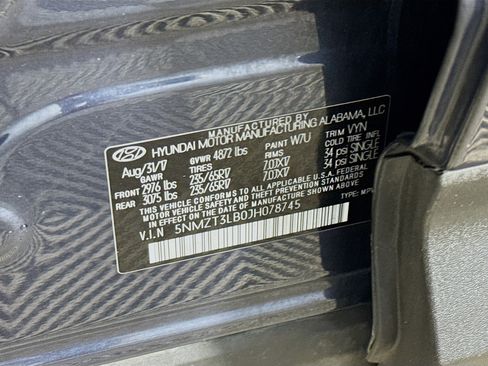 MANUFACTURED BY
HYUNDAI MOTOR MANUFACTURING ALABAMA, LLC
Aug/31/17 GVWR 4872 lbs PAINT W7U TRIM VYN
TIRES RIMS COLD TIRE INFL
FRONT 2976 lbs 235/65R17 7.0JX17 34 psi SINGLE
REAR 3075 lbs 235/65R17 7.0JX17 34 psi SINGLE
THIS VEHICLE CONFORMS TO ALL APPLICABLE U.S.A. FEDERAL
MOTOR VEHICLE SAFETY AND THEFT PREVENTION STANDARDS
IN EFFECT ON THE DATE OF MANUFACTURE SHOWN ABOVE.
V.I.N 5NMZT3LB0JH078745 TYPE: MPV